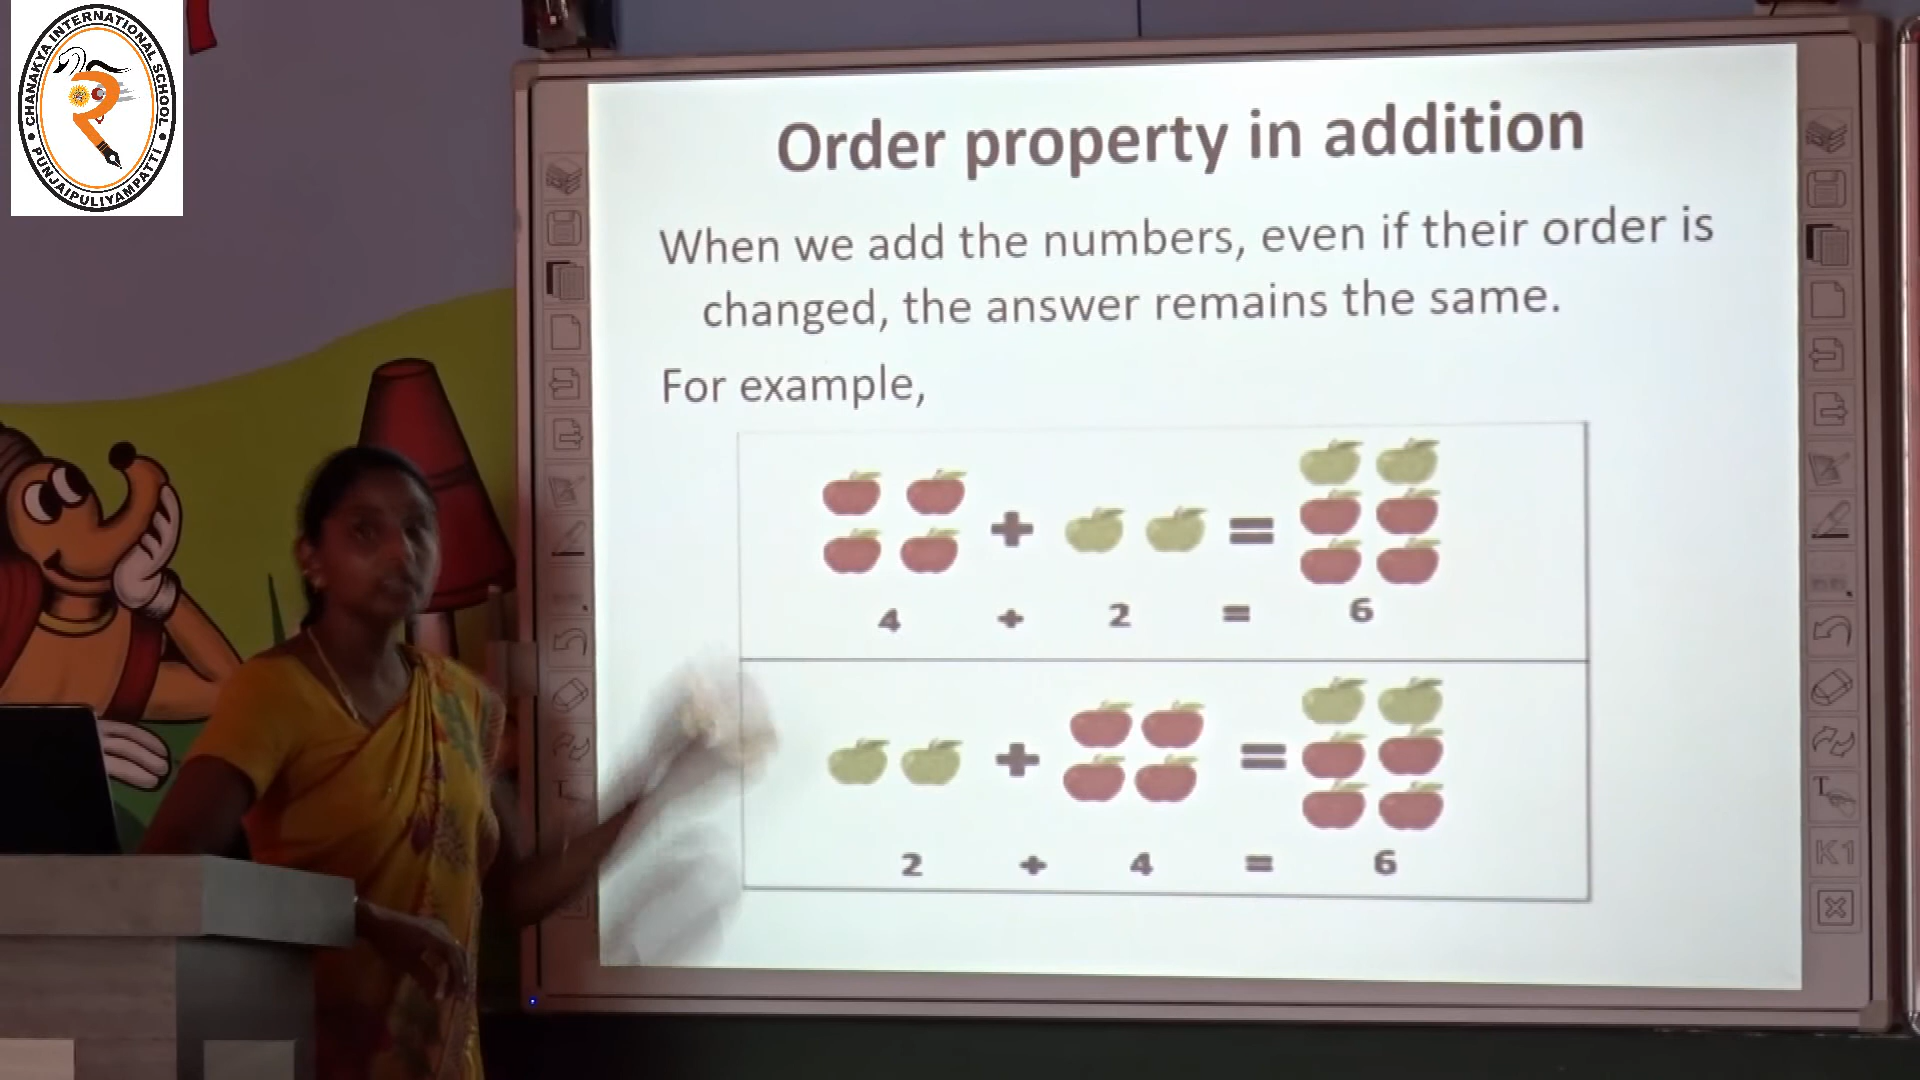 CHANAKYA INTERNATIONAL SCHOOL
• PUNJAIPULIYAMPATTI •
Order property in addition
When we add the numbers, even if their order is
changed, the answer remains the same.
For example,
+ =
4 + 2 = 6
+ =
2 + 4 = 6
T
K1